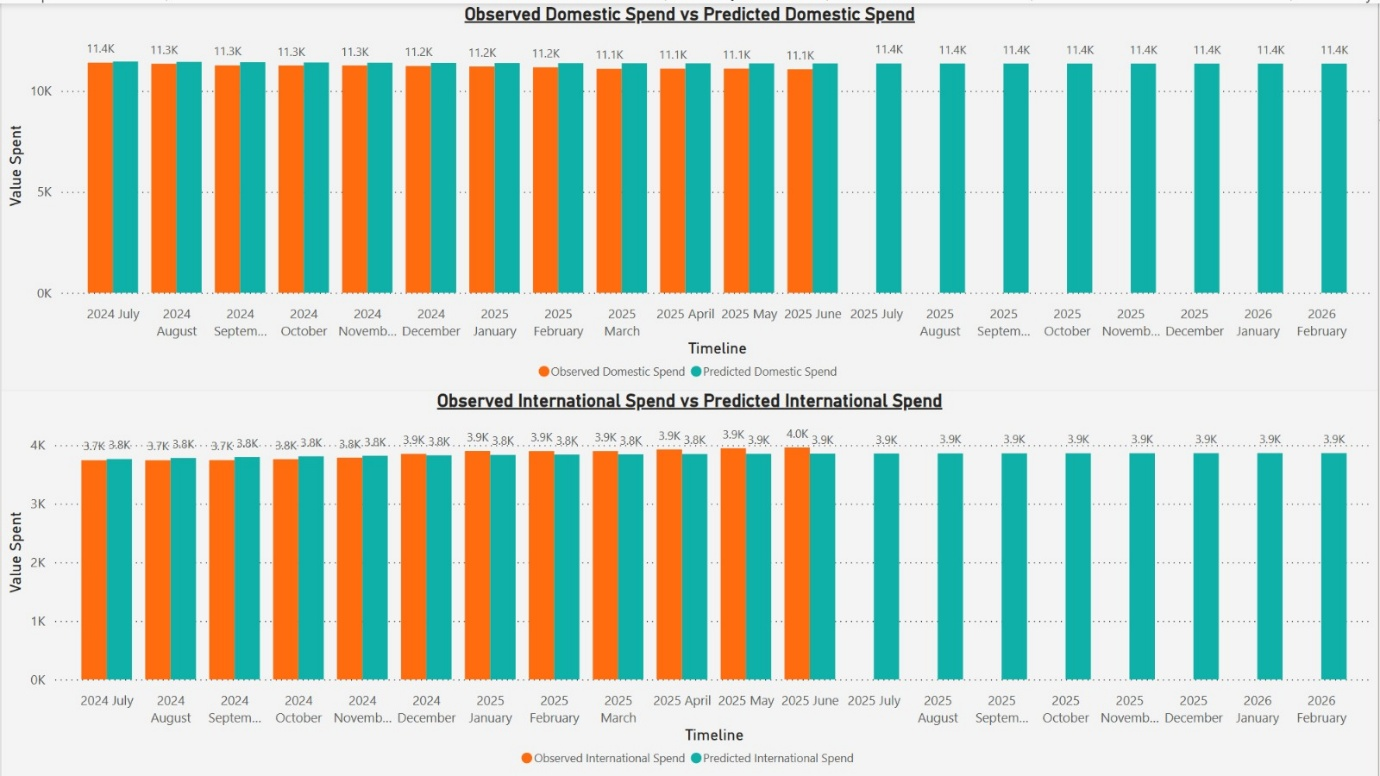 Observed Domestic Spend vs Predicted Domestic Spend
11.4K 11.3K 11.3K 11.3K 11.3K 11.2K 11.2K 11.2K 11.1K 11.1K 11.1K 11.1K 11.4K 11.4K 11.4K 11.4K 11.4K 11.4K 11.4K 11.4K
10K
Value Spent
5K
0K
2024 July 2024 August 2024 Septem... 2024 October 2024 Novemb... 2024 December 2025 January 2025 February 2025 March 2025 April 2025 May 2025 June 2025 July 2025 August 2025 Septem... 2025 October 2025 Novemb... 2025 December 2026 January 2026 February
Timeline
Observed Domestic Spend Predicted Domestic Spend
Observed International Spend vs Predicted International Spend
3.7K 3.8K 3.7K 3.8K 3.7K 3.8K 3.8K 3.8K 3.8K 3.8K 3.9K 3.8K 3.9K 3.8K 3.9K 3.8K 3.9K 3.8K 3.9K 3.8K 3.9K 3.9K 4.0K 3.9K 3.9K 3.9K 3.9K 3.9K 3.9K 3.9K 3.9K 3.9K
4K
3K
Value Spent
2K
1K
0K
2024 July 2024 August 2024 Septem... 2024 October 2024 Novemb... 2024 December 2025 January 2025 February 2025 March 2025 April 2025 May 2025 June 2025 July 2025 August 2025 Septem... 2025 October 2025 Novemb... 2025 December 2026 January 2026 February
Timeline
Observed International Spend Predicted International Spend